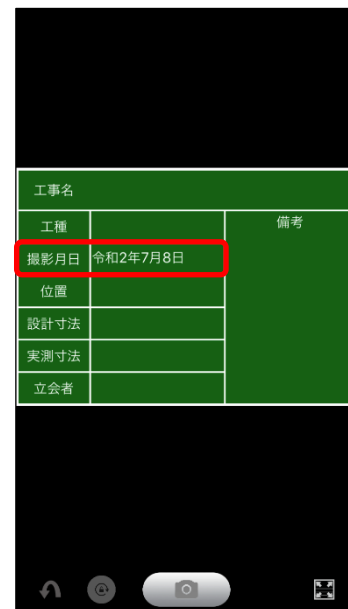 工事名
工種
備考
撮影月日 令和2年7月8日
位置
設計寸法
実測寸法
立会者